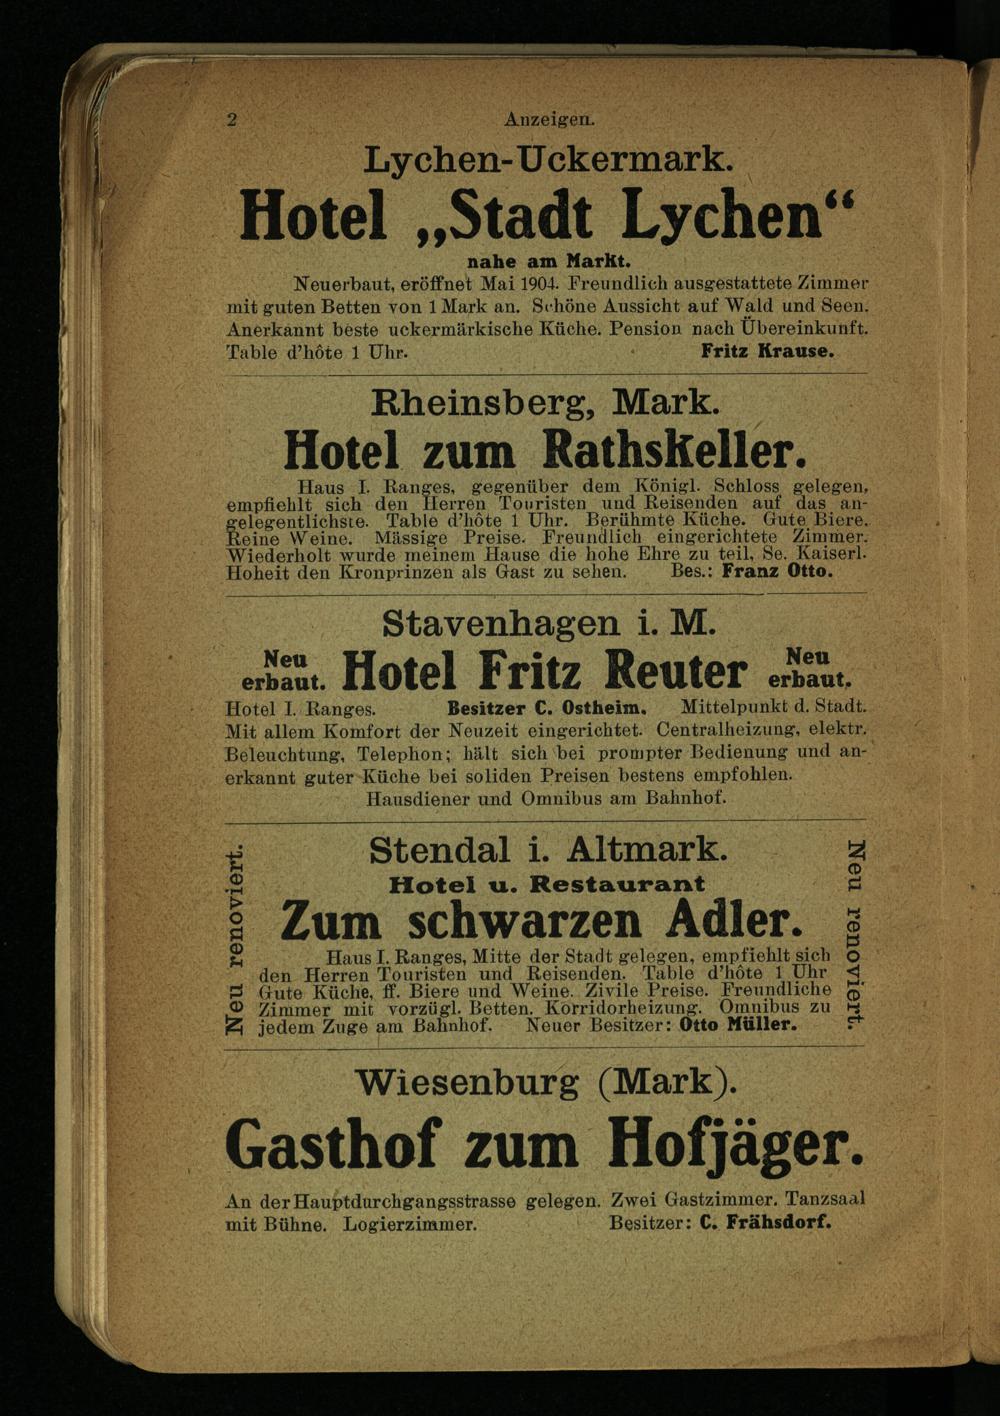 2
Anzeigen.
Lychen-Uckermark.
Hotel „Stadt Lychen“
nahe am Markt.
Neuerbaut, eröffnet Mai 1904. Freundlich ausgestattete Zimmer
mit guten Betten von 1 Mark an. Schöne Aussicht auf Wald und Seen.
Anerkannt beste uckermärkische Küche. Pension nach Übereinkunft.
Table d’hôte 1 Uhr. Fritz Krause.
Rheinsberg, Mark.
Hotel zum Rathskeller.
Haus I. Ranges, gegenüber dem Königl. Schloss gelegen,
empfiehlt sich den Herren Touristen und Reisenden auf das an-
gelegentlichste. Table d’hôte 1 Uhr. Berühmte Küche. Gute Biere.
Reine Weine. Mässige Preise. Freundlich eingerichtete Zimmer.
Wiederholt wurde meinem Hause die hohe Ehre zu teil, Se. Kaiserl.
Hoheit den Kronprinzen als Gast zu sehen. Bes.: Franz Otto.
Stavenhagen i. M.
Neu erbaut. Hotel Fritz Reuter Neu erbaut.
Hotel I. Ranges. Besitzer C. Ostheim. Mittelpunkt d. Stadt.
Mit allem Komfort der Neuzeit eingerichtet. Centralheizung, elektr.
Beleuchtung, Telephon; hält sich bei prompter Bedienung und an-
erkannt guter Küche bei soliden Preisen bestens empfohlen.
Hausdiener und Omnibus am Bahnhof.
Neu renoviert.
Stendal i. Altmark.
Hotel u. Restaurant
Zum schwarzen Adler.
Haus I. Ranges, Mitte der Stadt gelegen, empfiehlt sich
den Herren Touristen und Reisenden. Table d’hôte 1 Uhr
Gute Küche, ff. Biere und Weine. Zivile Preise. Freundliche
Zimmer mit vorzügl. Betten. Korridorheizung. Omnibus zu
jedem Zuge am Bahnhof. Neuer Besitzer: Otto Müller.
Neu renoviert.
Wiesenburg (Mark).
Gasthof zum Hofjäger.
An der Hauptdurchgangsstrasse gelegen. Zwei Gastzimmer. Tanzsaal
mit Bühne. Logierzimmer. Besitzer: C. Frähsdorf.